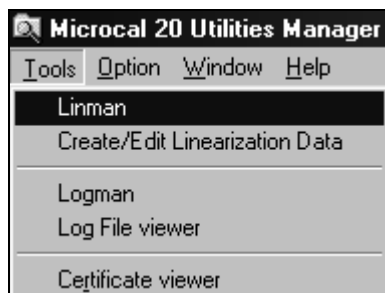 Microcal 20 Utilities Manager
Tools Option Window Help
Linman
Create/Edit Linearization Data
Logman
Log File viewer
Certificate viewer